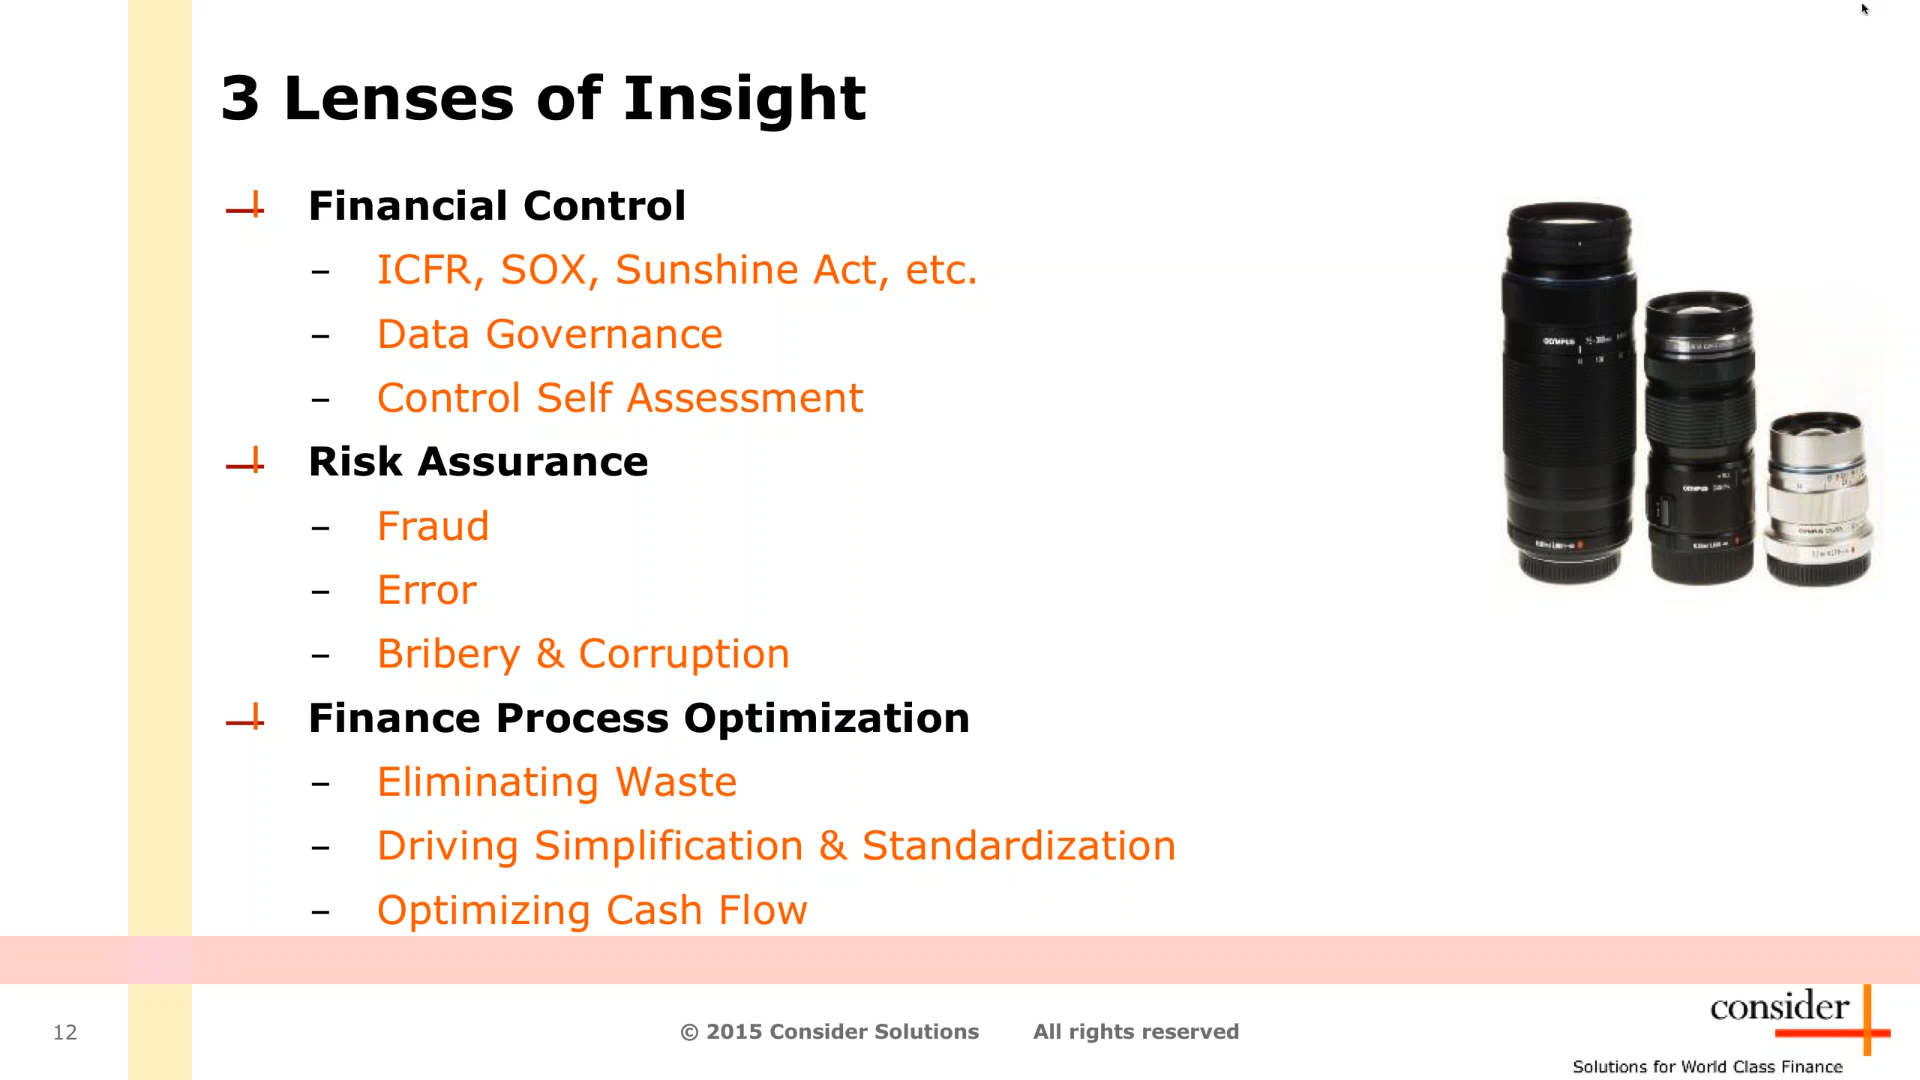 3 Lenses of Insight
Financial Control
– ICFR, SOX, Sunshine Act, etc.
– Data Governance
– Control Self Assessment
Risk Assurance
– Fraud
– Error
– Bribery & Corruption
Finance Process Optimization
– Eliminating Waste
– Driving Simplification & Standardization
– Optimizing Cash Flow
OLYMPUS
OLYMPUS
12
© 2015 Consider Solutions All rights reserved
consider
Solutions for World Class Finance